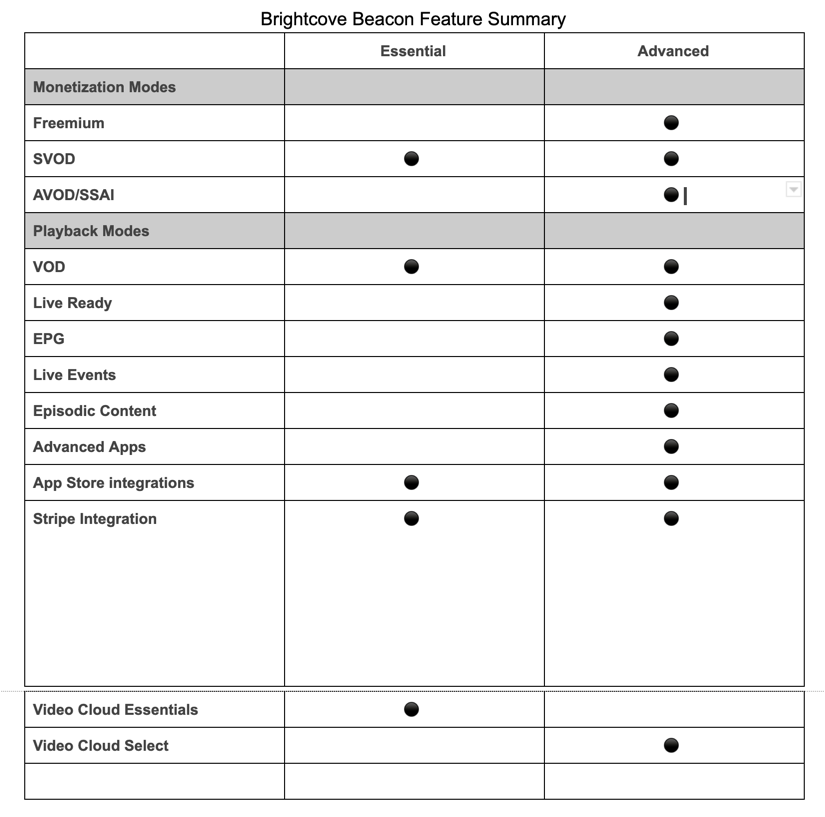 Brightcove Beacon Feature Summary
Essential Advanced
Monetization Modes
Freemium
SVOD
AVOD/SSAI
Playback Modes
VOD
Live Ready
EPG
Live Events
Episodic Content
Advanced Apps
App Store integrations
Stripe Integration
Video Cloud Essentials
Video Cloud Select